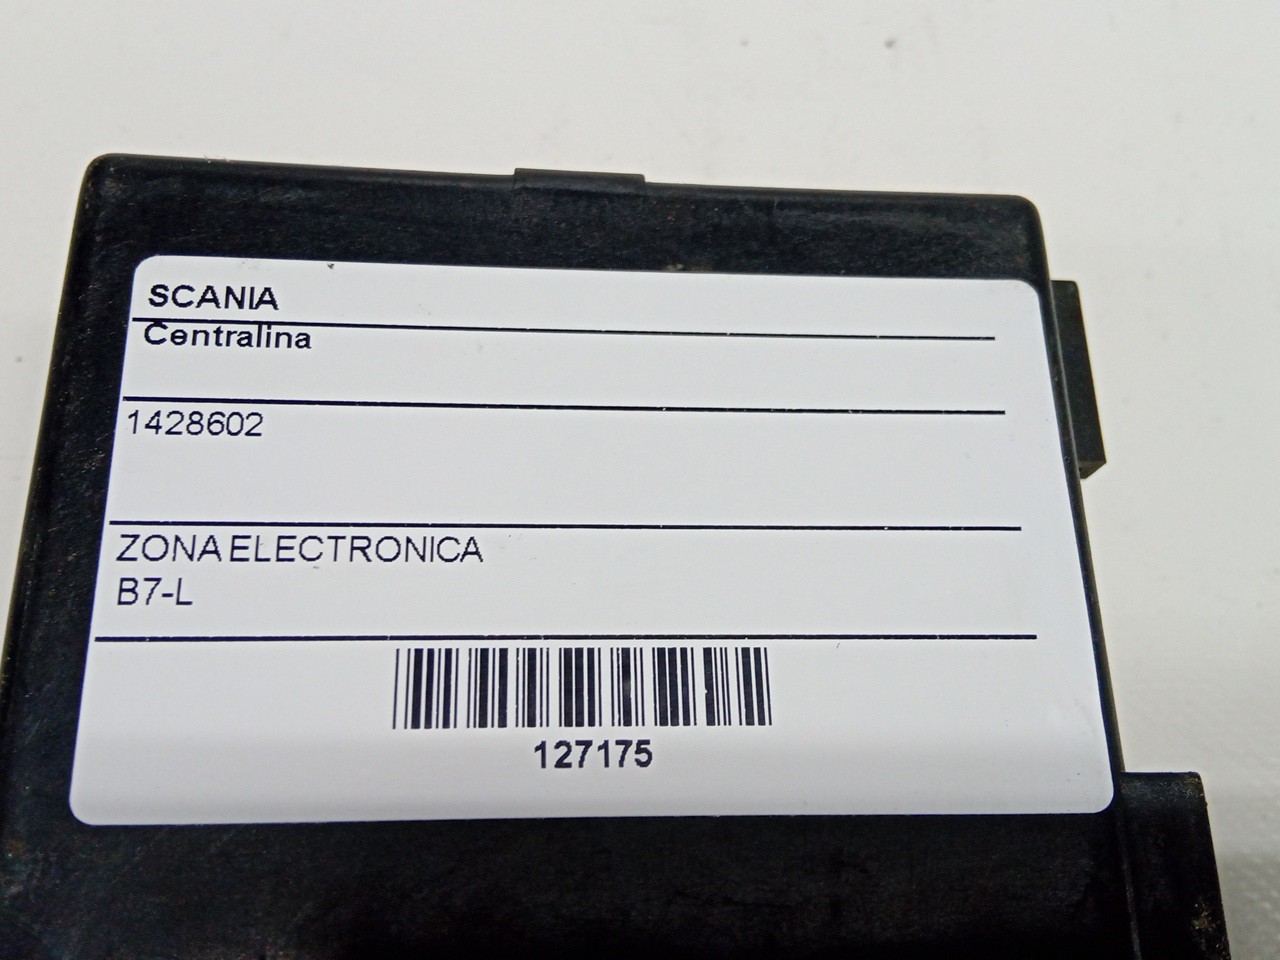 SCANIA
Centralina
1428602
ZONA ELECTRONICA
B7-L
127175